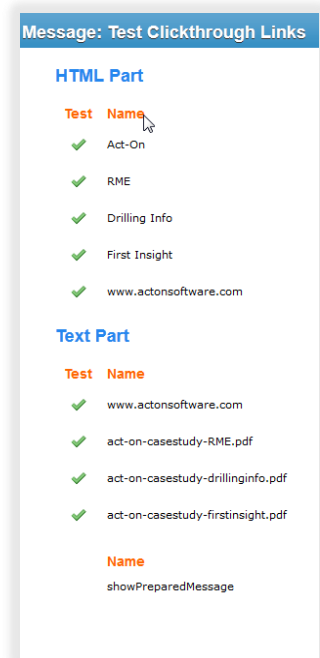 Message: Test Clickthrough Links
HTML Part
Test Name
Act-On
RME
Drilling Info
First Insight
www.actonsoftware.com
Text Part
Test Name
www.actonsoftware.com
act-on-casestudy-RME.pdf
act-on-casestudy-drillinginfo.pdf
act-on-casestudy-firstinsight.pdf
Name
showPreparedMessage